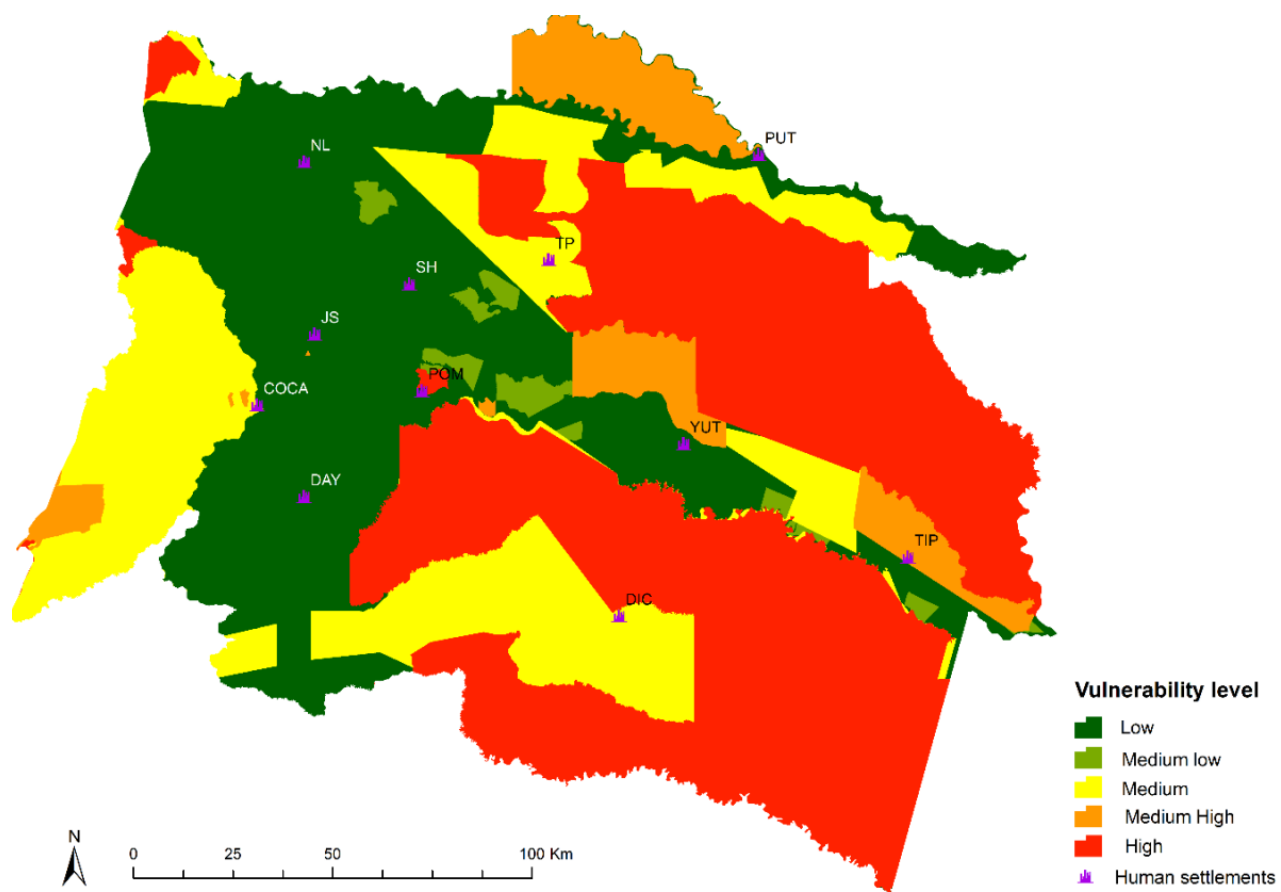 PUT
NL
TP
SH
JS
POM
COCA
YUT
DAY
TIP
DIC
Vulnerability level
Low
Medium low
Medium
Medium High
High
Human settlements
N
0 25 50 100 Km